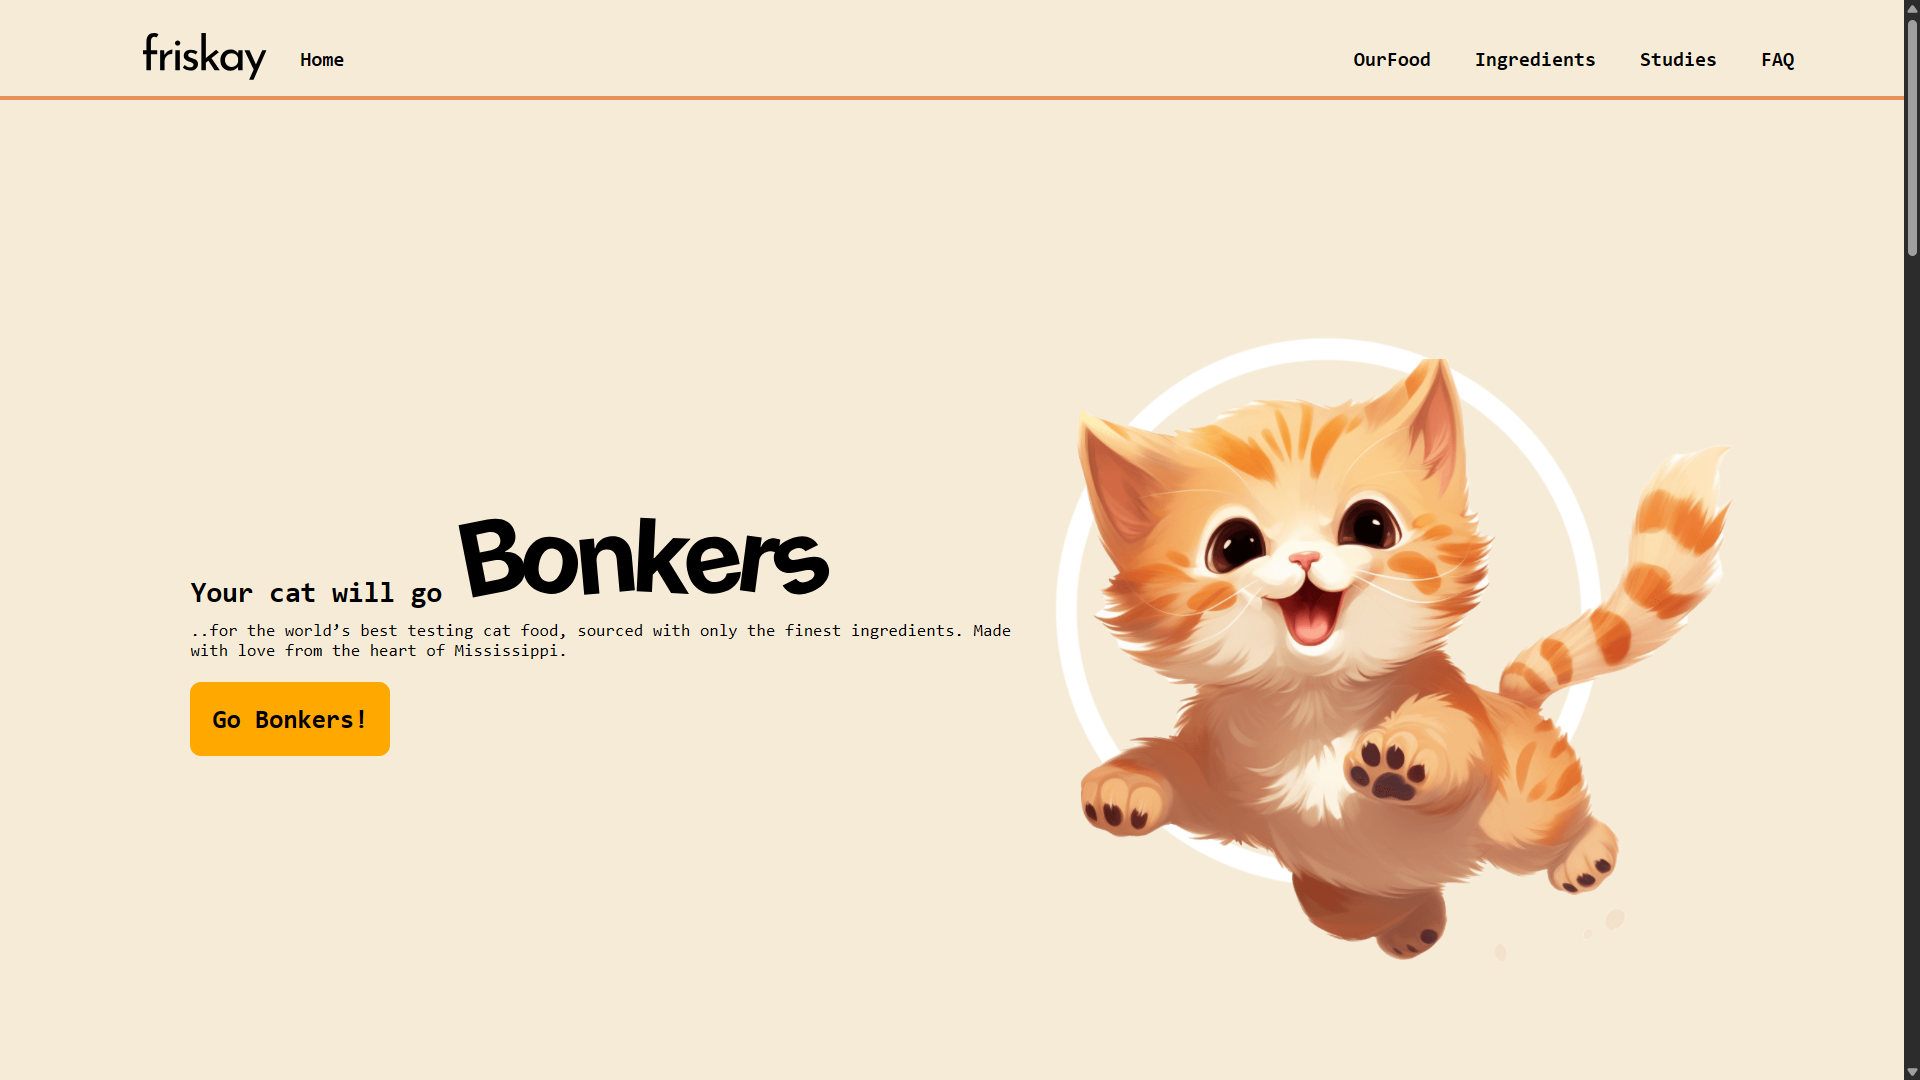 friskay Home OurFood Ingredients Studies FAQ
Your cat will go Bonkers
..for the world’s best testing cat food, sourced with only the finest ingredients. Made
with love from the heart of Mississippi.
Go Bonkers!